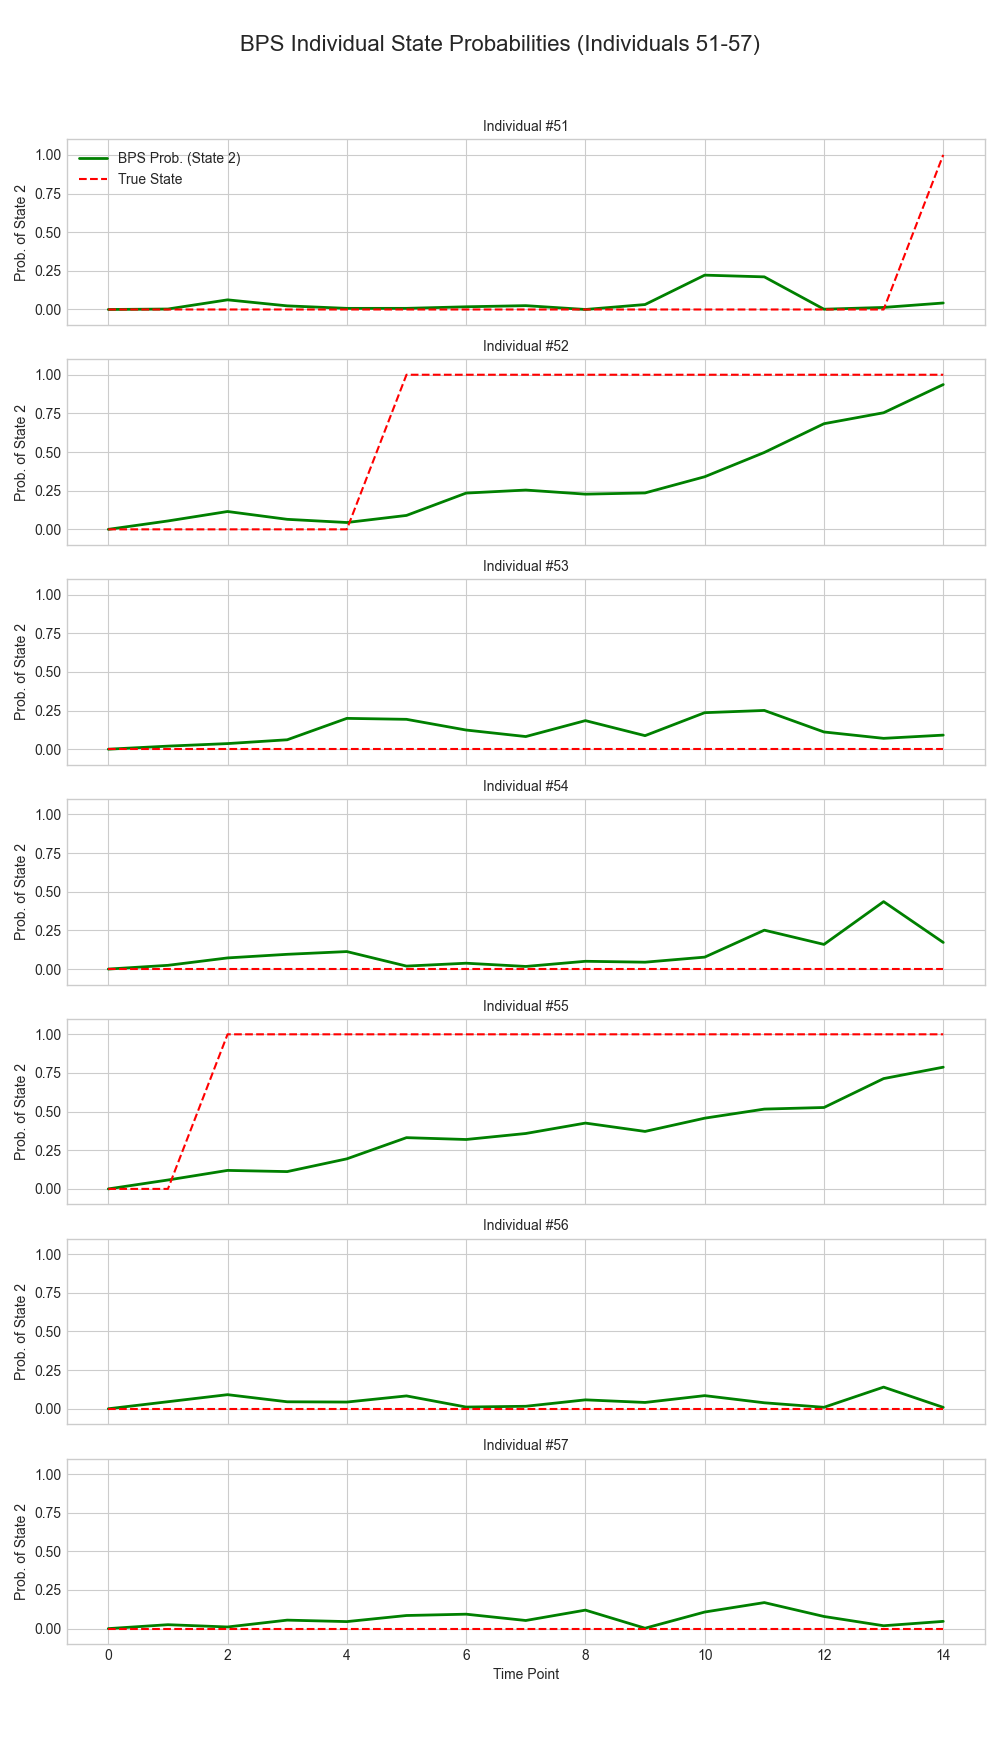 BPS Individual State Probabilities (Individuals 51-57)
Individual #51
BPS Prob. (State 2)
True State
1.00
0.75
0.50
0.25
0.00
Prob. of State 2
Individual #52
1.00
0.75
0.50
0.25
0.00
Prob. of State 2
Individual #53
1.00
0.75
0.50
0.25
0.00
Prob. of State 2
Individual #54
1.00
0.75
0.50
0.25
0.00
Prob. of State 2
Individual #55
1.00
0.75
0.50
0.25
0.00
Prob. of State 2
Individual #56
1.00
0.75
0.50
0.25
0.00
Prob. of State 2
Individual #57
1.00
0.75
0.50
0.25
0.00
Prob. of State 2
0 2 4 6 8 10 12 14
Time Point